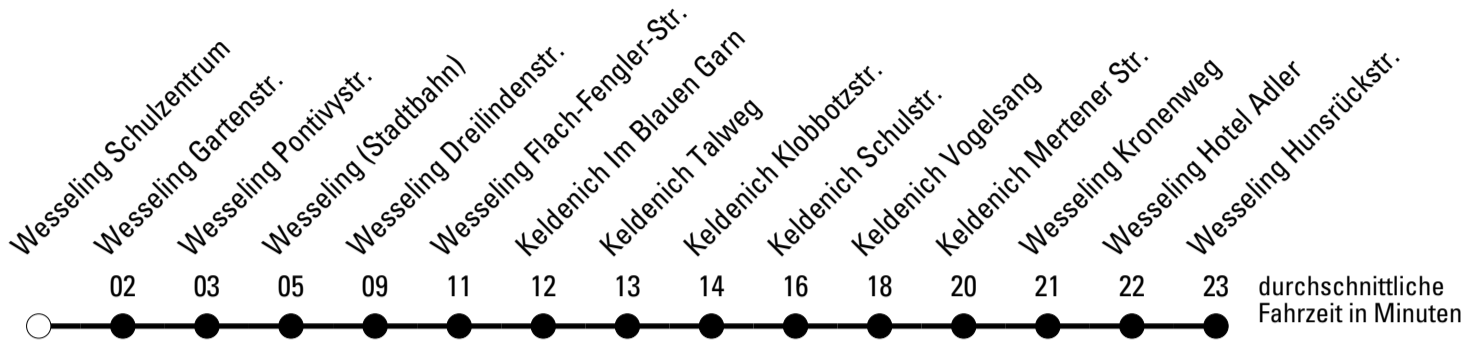 Wesseling Schulzentrum
Wesseling Gartenstr.
Wesseling Pontivystr.
Wesseling (Stadtbahn)
Wesseling Dreilindenstr.
Wesseling Flach-Fengler-Str.
Keldenich Im Blauen Garn
Keldenich Talweg
Keldenich Klobbotzstr.
Keldenich Schulstr.
Keldenich Vogelsang
Keldenich Mertener Str.
Wesseling Kronenweg
Wesseling Hotel Adler
Wesseling Hunsrückstr.
02 03 05 09 11 12 13 14 16 18 20 21 22 23
durchschnittliche
Fahrzeit in Minuten